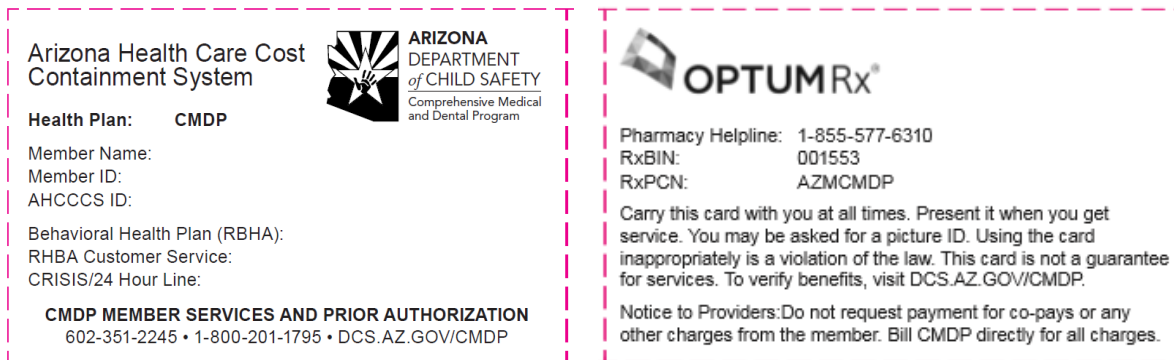 Arizona Health Care Cost
Containment System
ARIZONA
DEPARTMENT
of CHILD SAFETY
Comprehensive Medical
and Dental Program
Health Plan: CMDP
Member Name:
Member ID:
AHCCCS ID:
Behavioral Health Plan (RBHA):
RHBA Customer Service:
CRISIS/24 Hour Line:
CMDP MEMBER SERVICES AND PRIOR AUTHORIZATION
602-351-2245 • 1-800-201-1795 • DCS.AZ.GOV/CMDP
OPTUMRx®
Pharmacy Helpline: 1-855-577-6310
RxBIN: 001553
RxPCN: AZMCMDP
Carry this card with you at all times. Present it when you get
service. You may be asked for a picture ID. Using the card
inappropriately is a violation of the law. This card is not a guarantee
for services. To verify benefits, visit DCS.AZ.GOV/CMDP.
Notice to Providers:Do not request payment for co-pays or any
other charges from the member. Bill CMDP directly for all charges.